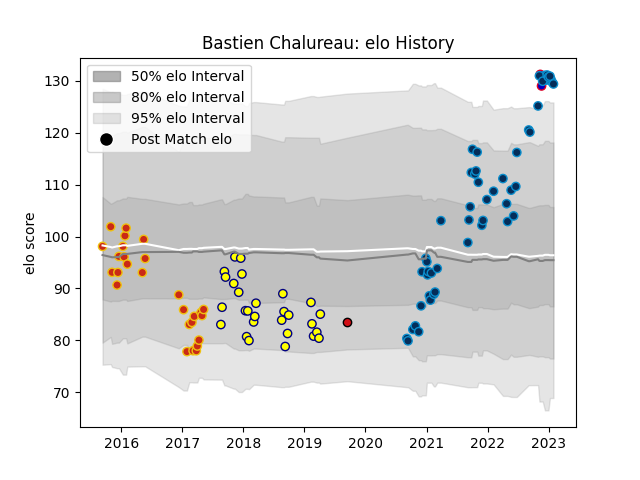 Bastien Chalureau: elo History
50% elo Interval
80% elo Interval
95% elo Interval
Post Match elo
elo score
130
120
110
100
90
80
70
2016 2017 2018 2019 2020 2021 2022 2023